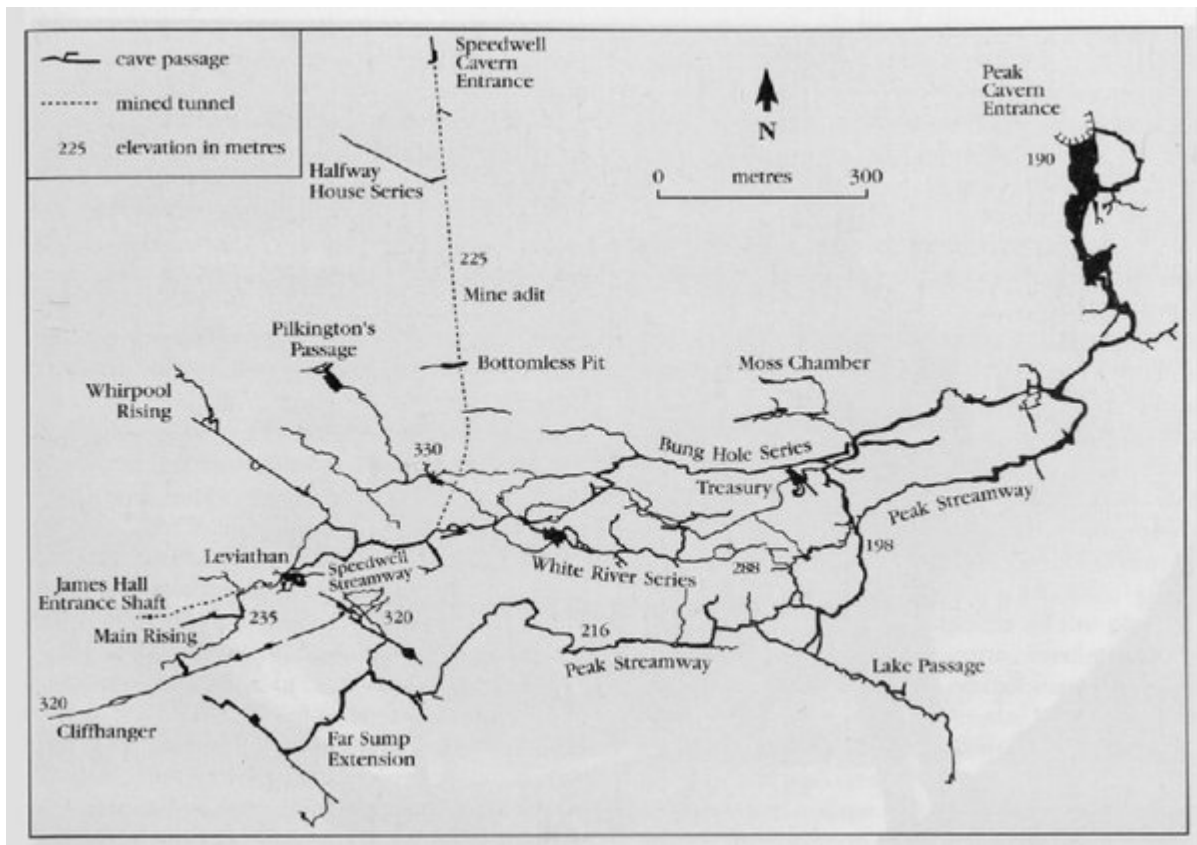 cave passage
mined tunnel
225 elevation in metres
Speedwell
Cavern
Entrance
N
0 metres 300
Peak
Cavern
Entrance
190
Halfway
House Series
225
Mine adit
Pilkington's
Passage
Bottomless Pit
Moss Chamber
Whirpool
Rising
330
Bung Hole Series
Treasury
Peak Streamway
198
Leviathan
Speedwell
Streamway
White River Series
288
James Hall
Entrance Shaft
Main Rising
235
320
216
Peak Streamway
Lake Passage
320
Cliffhanger
Far Sump
Extension